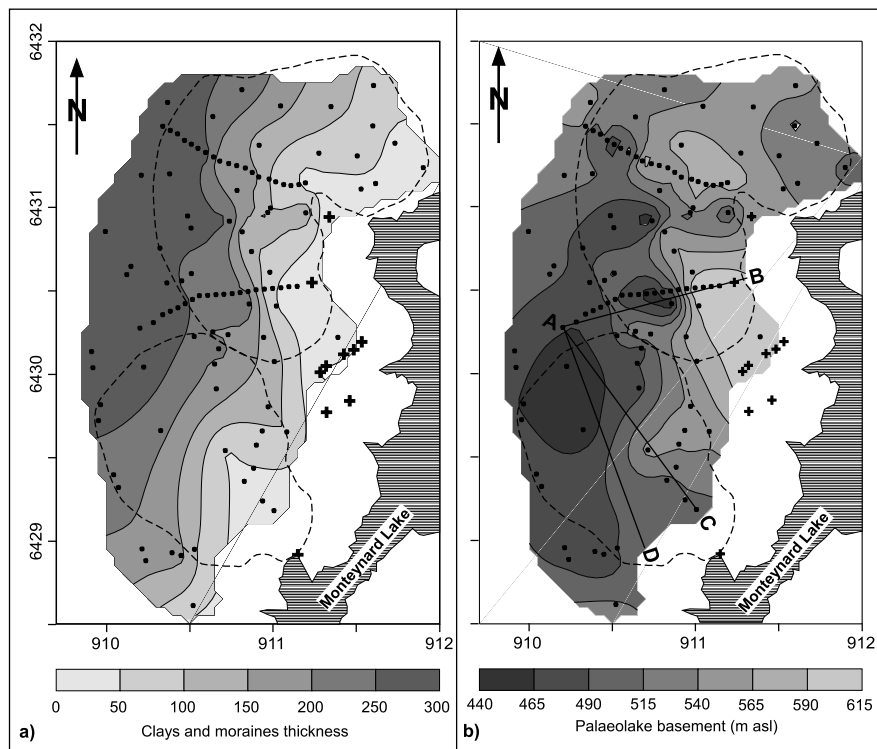 6432
6431
6430
6429
N
910
911
912
Monteynard Lake
0
50
100
150
200
250
300
a)
Clays and moraines thickness
N
A
B
C
D
910
911
912
Monteynard Lake
440
465
490
515
540
565
590
615
b)
Palaeolake basement (m asl)